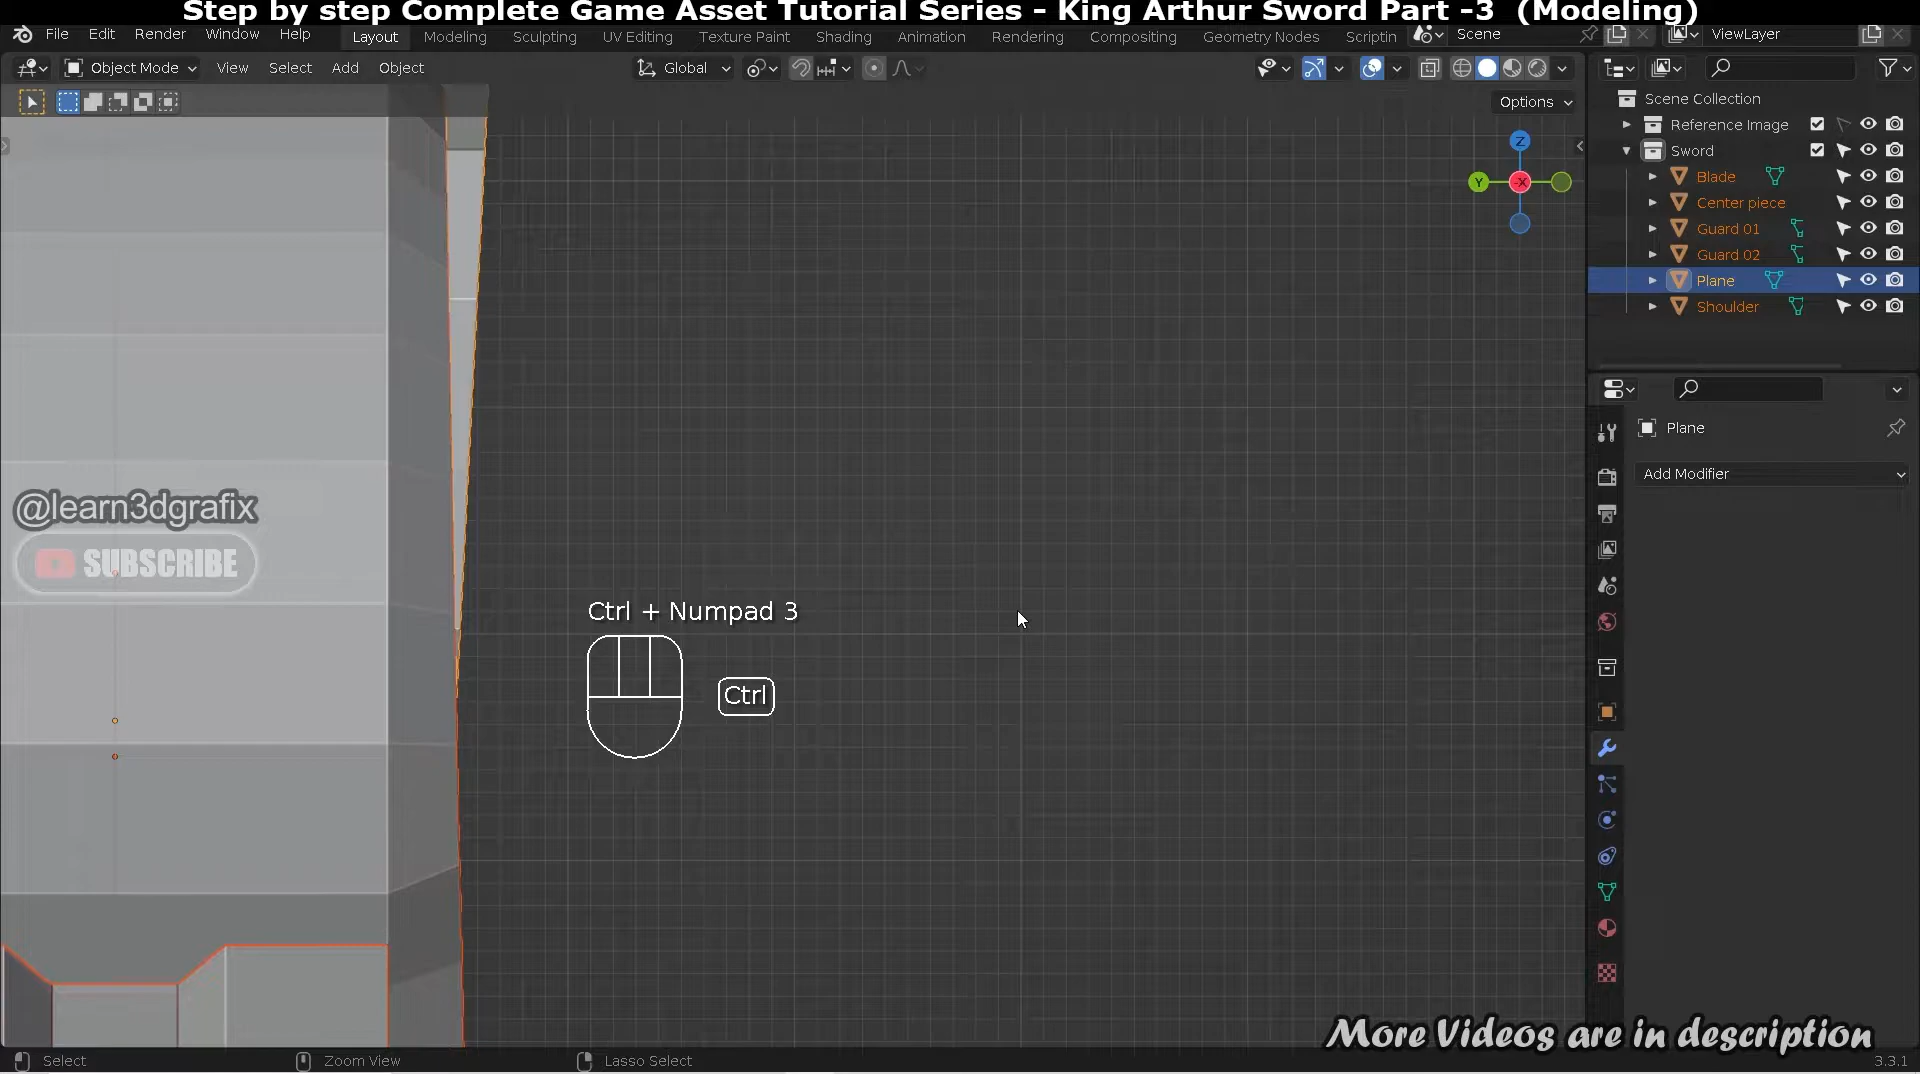 Step by step Complete Game Asset Tutorial Series - King Arthur Sword Part -3 (Modeling)
File Edit Render Window Help Layout Modeling Sculpting UV Editing Texture Paint Shading Animation Rendering Compositing Geometry Nodes Scriptin Scene ViewLayer
Object Mode View Select Add Object Global
Options
Scene Collection
Reference Image
Sword
Blade
Center piece
Guard 01
Guard 02
Plane
Shoulder
Z
Y -X
Plane
Add Modifier
@learn3dgrafix
SUBSCRIBE
Ctrl + Numpad 3
Ctrl
More Videos are in description
Select Zoom View Lasso Select 3.3.1